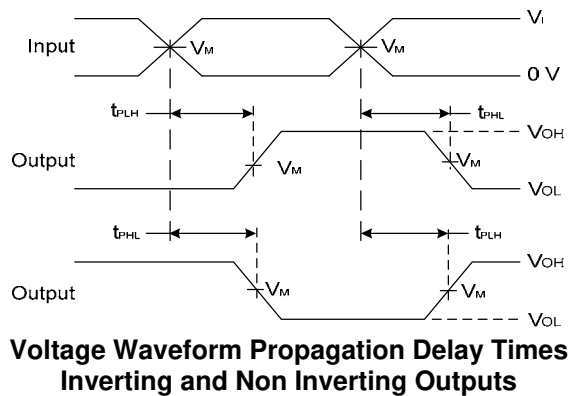 VI
Input VM VM
0 V
tPLH tPHL
VOH
Output VM VM
VOL
tPHL tPLH
VOH
Output VM VM
VOL
Voltage Waveform Propagation Delay Times
Inverting and Non Inverting Outputs